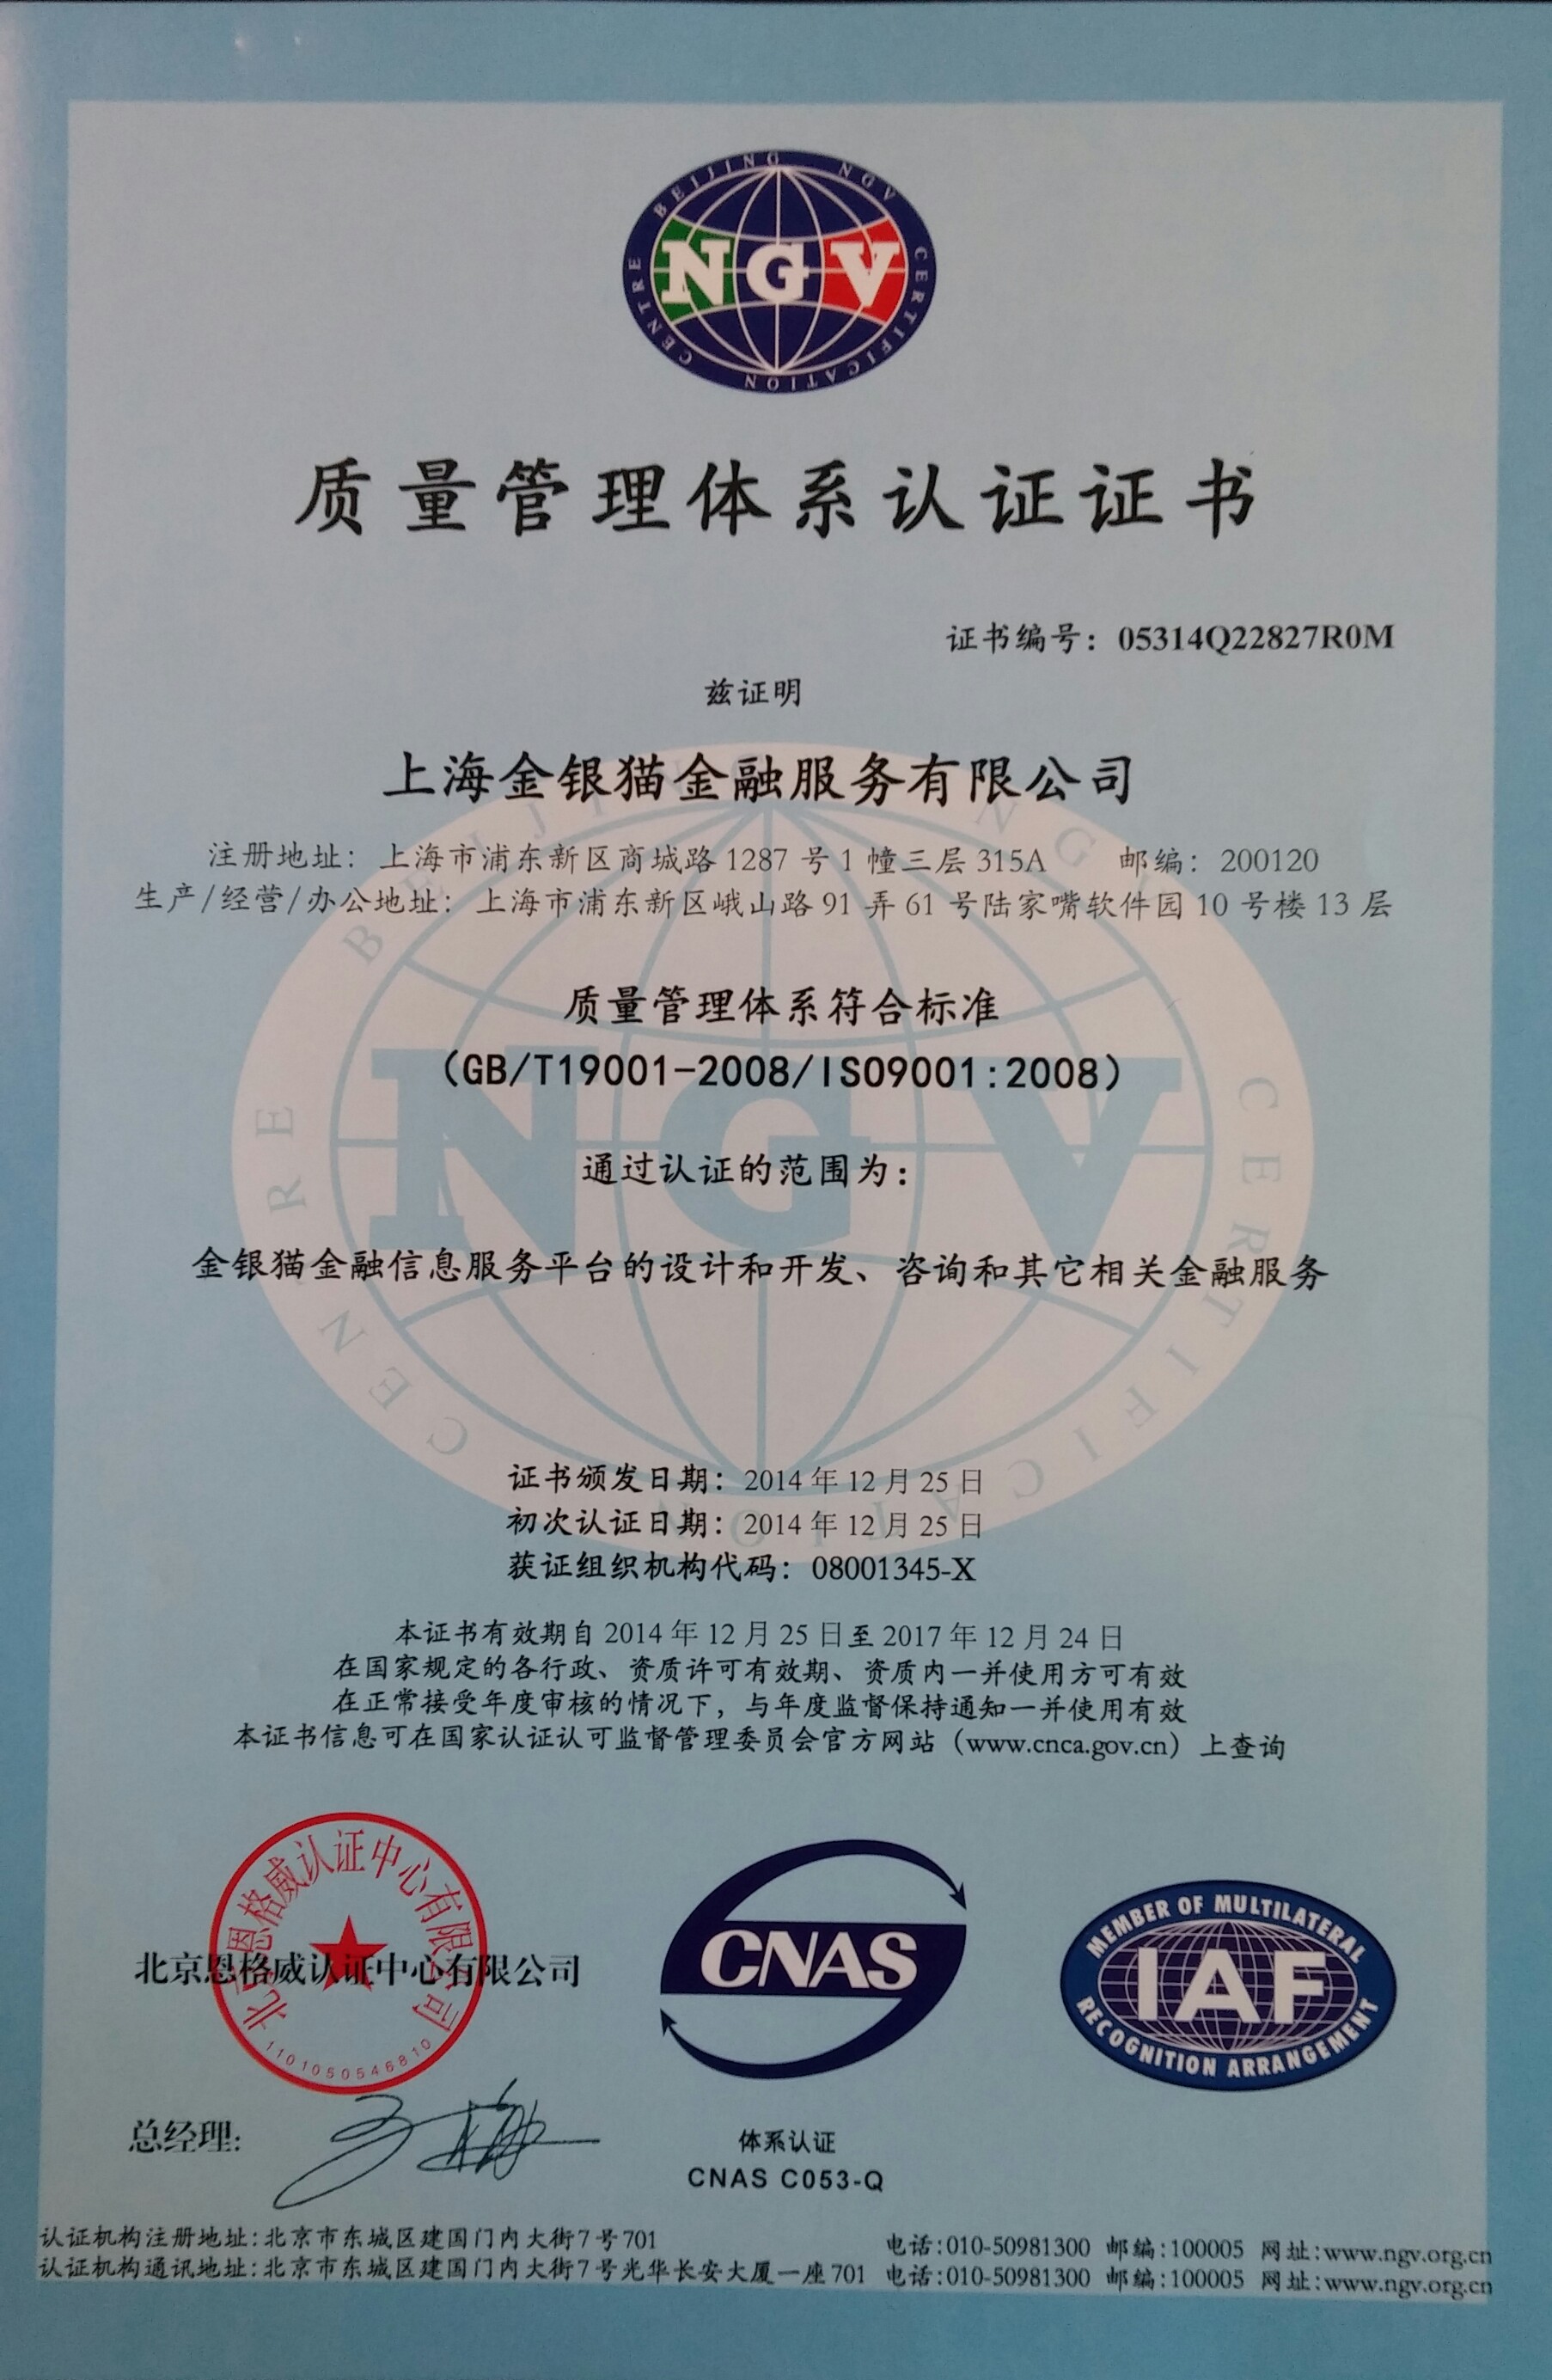 BEIJING NGV CERTIFICATION CENTRE
NGV
质量管理体系认证证书
证书编号：05314Q22827R0M
兹证明
上海金银猫金融服务有限公司
注册地址：上海市浦东新区商城路1287号1幢三层315A 邮编：200120
生产/经营/办公地址：上海市浦东新区峨山路91弄61号陆家嘴软件园10号楼13层
质量管理体系符合标准
（GB/T19001-2008/ISO9001:2008）
通过认证的范围为：
金银猫金融信息服务平台的设计和开发、咨询和其它相关金融服务
BEIJING NGV CERTIFICATION CENTRE
NGV
证书颁发日期：2014年12月25日
初次认证日期：2014年12月25日
获证组织机构代码：08001345-X
本证书有效期自2014年12月25日至2017年12月24日
在国家规定的各行政、资质许可有效期、资质内一并使用方可有效
在正常接受年度审核的情况下，与年度监督保持通知一并使用有效
本证书信息可在国家认证认可监督管理委员会官方网站（www.cnca.gov.cn）上查询
北京恩格威认证中心有限公司
1101050546810
北京恩格威认证中心有限公司
CNAS
MEMBER OF MULTILATERAL
IAF
RECOGNITION ARRANGEMENT
总经理:
体系认证
CNAS C053-Q
认证机构注册地址:北京市东城区建国门内大街7号701 电话:010-50981300 邮编:100005 网址:www.ngv.org.cn
认证机构通讯地址:北京市东城区建国门内大街7号光华长安大厦一座701 电话:010-50981300 邮编:100005 网址:www.ngv.org.cn